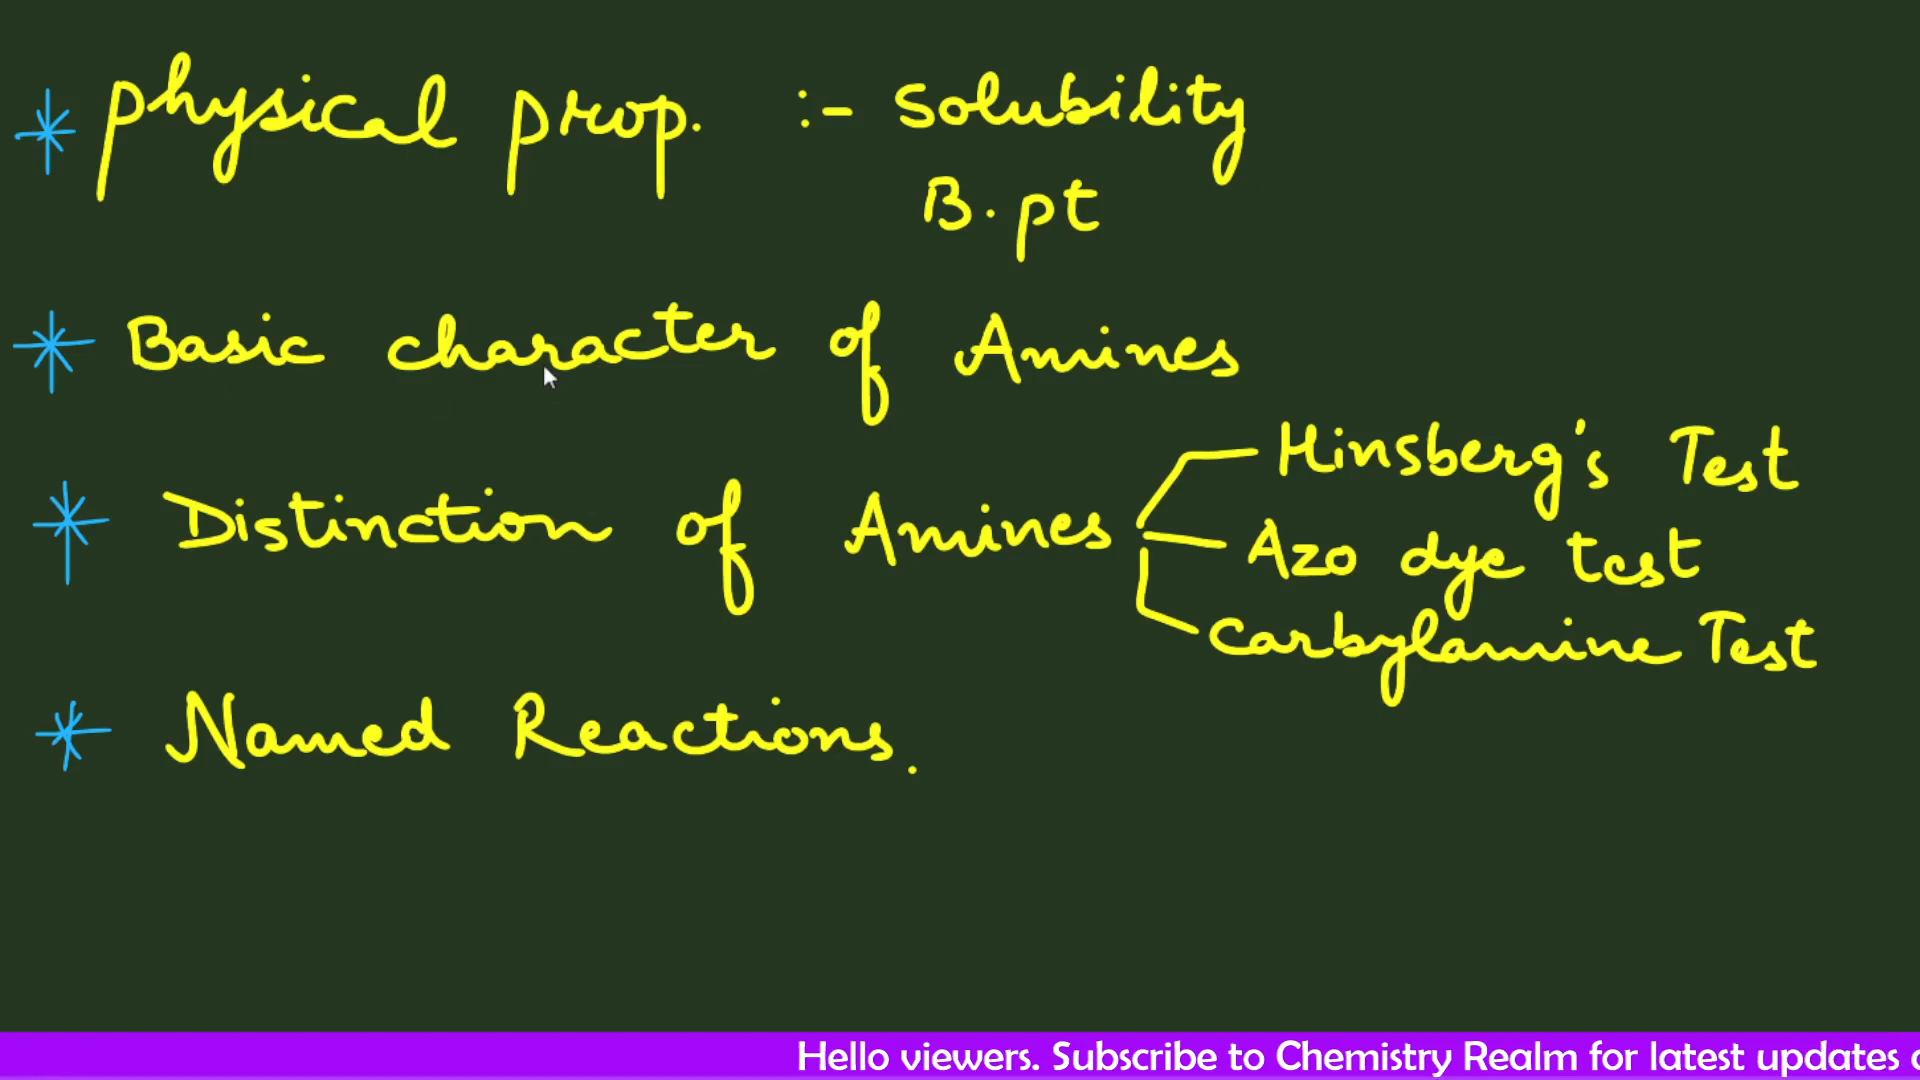 * Physical prop. :- Solubility
B.pt
* Basic character of Amines
* Distinction of Amines
Hinsberg's Test
Azo dye test
Carbylamine Test
* Named Reactions.
Hello viewers. Subscribe to Chemistry Realm for latest updates